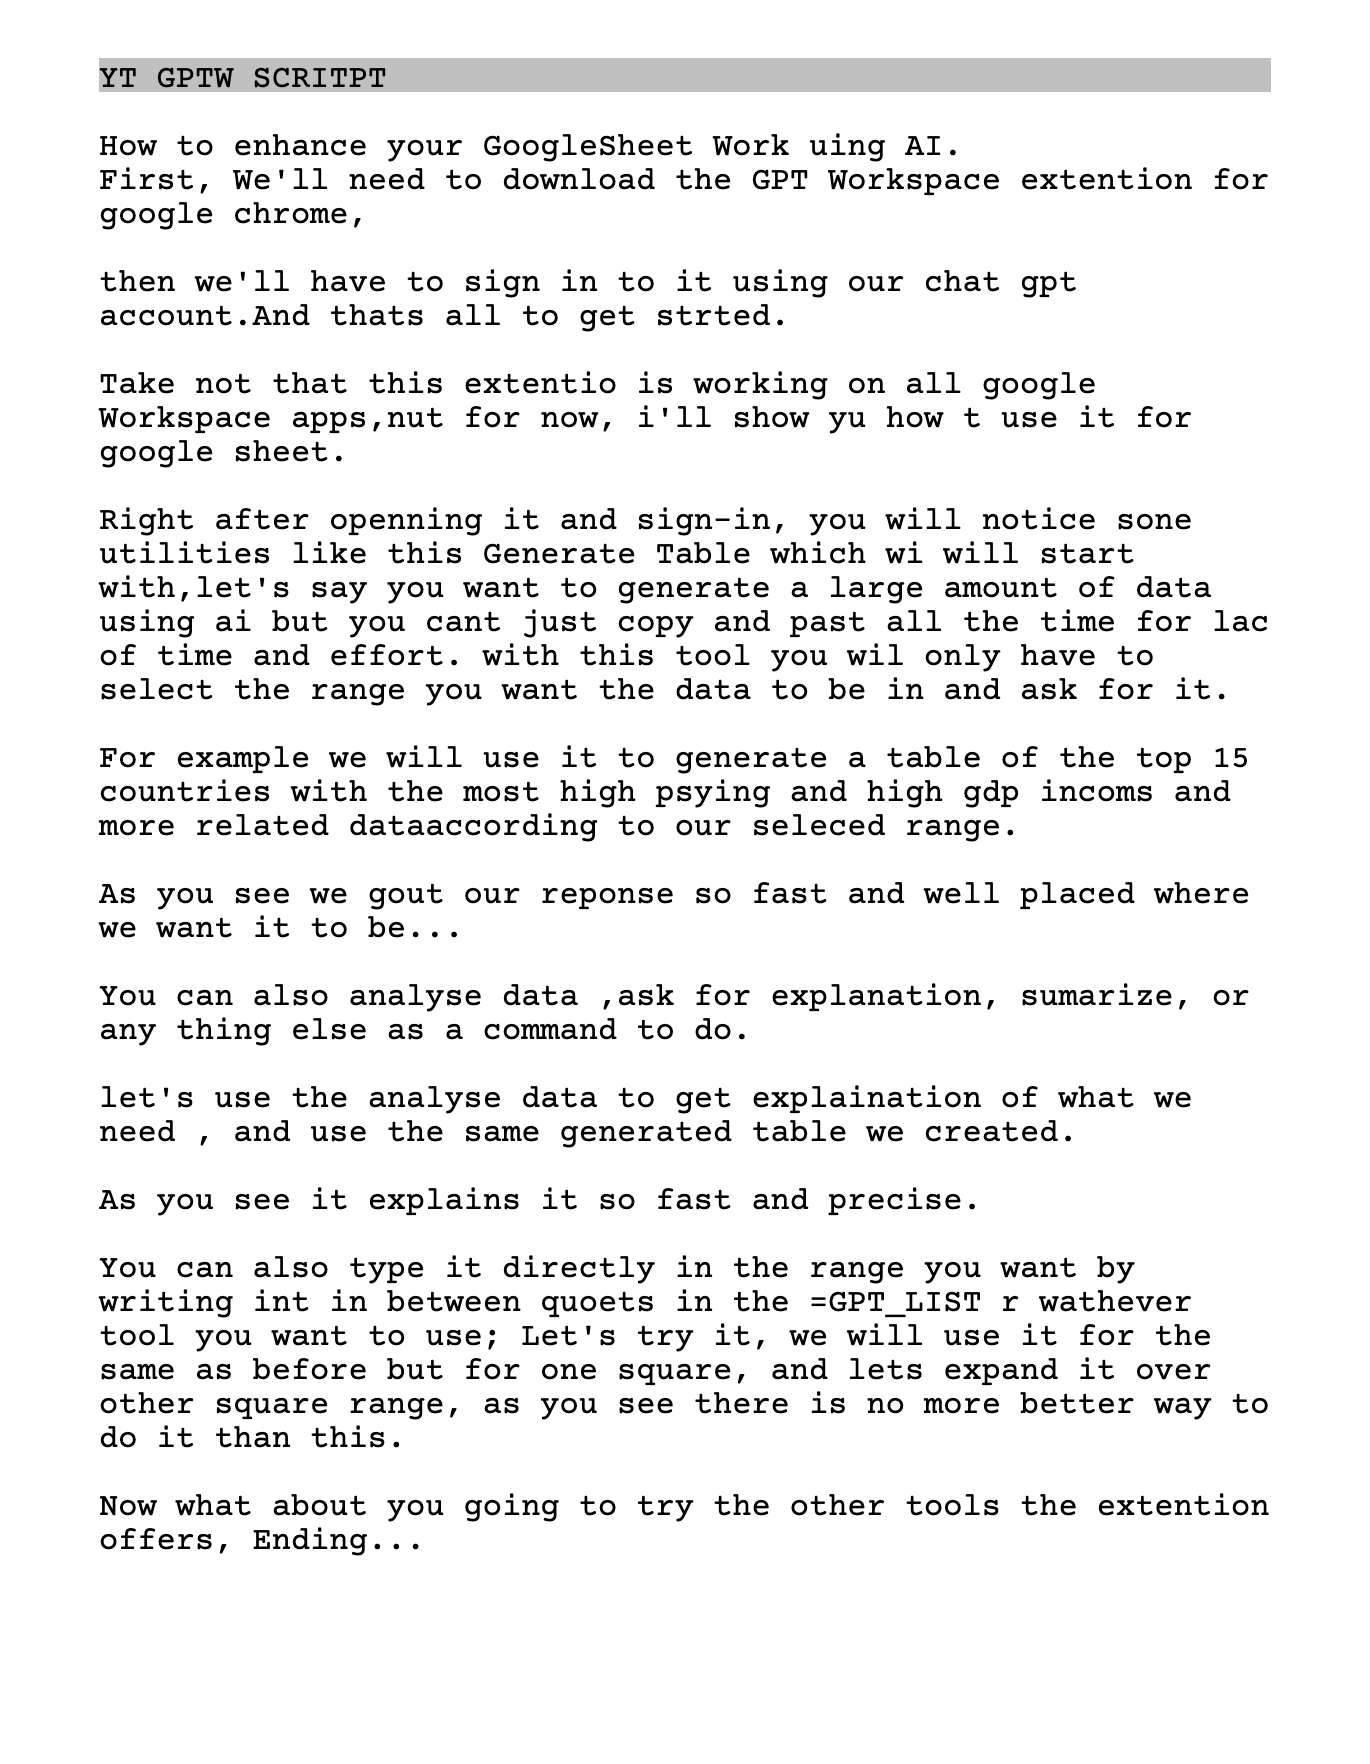 YT GPTW SCRITPT
How to enhance your GoogleSheet Work uing AI.
First, We'll need to download the GPT Workspace extention for
google chrome,
then we'll have to sign in to it using our chat gpt
account.And thats all to get strted.
Take not that this extentio is working on all google
Workspace apps,nut for now, i'll show yu how t use it for
google sheet.
Right after openning it and sign-in, you will notice sone
utilities like this Generate Table which wi will start
with,let's say you want to generate a large amount of data
using ai but you cant just copy and past all the time for lac
of time and effort. with this tool you wil only have to
select the range you want the data to be in and ask for it.
For example we will use it to generate a table of the top 15
countries with the most high psying and high gdp incoms and
more related dataaccording to our seleced range.
As you see we gout our reponse so fast and well placed where
we want it to be...
You can also analyse data ,ask for explanation, sumarize, or
any thing else as a command to do.
let's use the analyse data to get explaination of what we
need , and use the same generated table we created.
As you see it explains it so fast and precise.
You can also type it directly in the range you want by
writing int in between quoets in the =GPT_LIST r wathever
tool you want to use; Let's try it, we will use it for the
same as before but for one square, and lets expand it over
other square range, as you see there is no more better way to
do it than this.
Now what about you going to try the other tools the extention
offers, Ending...